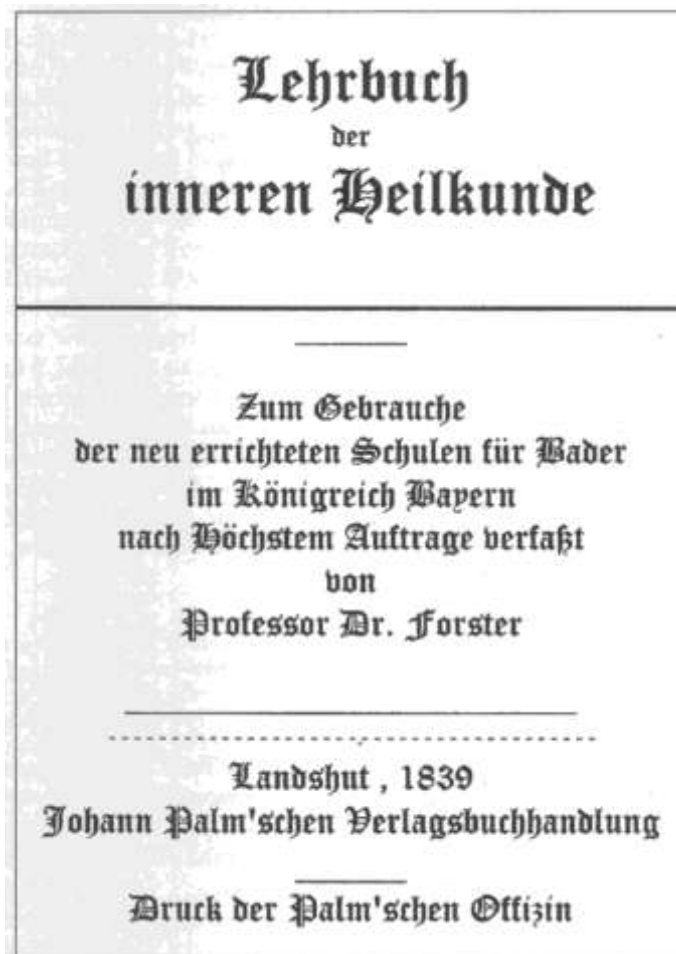 Lehrbuch
der
inneren Heilkunde
Zum Gebrauche
der neu errichteten Schulen für Bader
im Königreich Bayern
nach Höchstem Auftrage verfaßt
von
Professor Dr. Forster
Landshut , 1839
Johann Palm'schen Verlagsbuchhandlung
Druck der Palm'schen Offizin